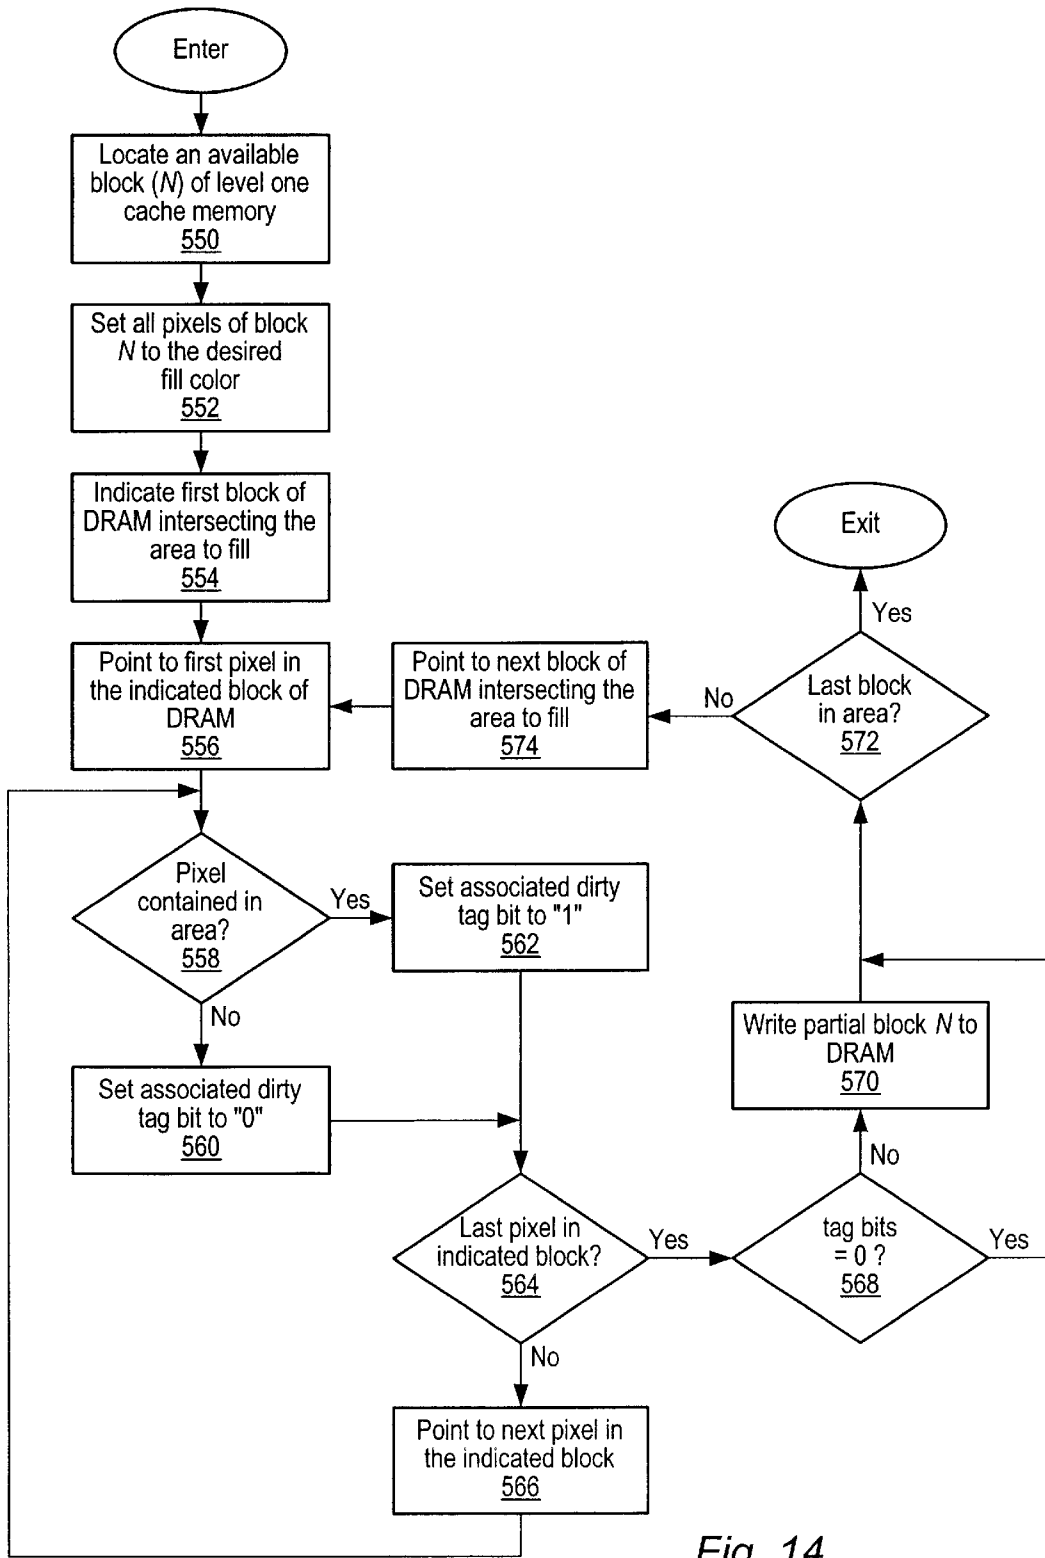 Enter
Locate an available
block (N) of level one
cache memory
550
Set all pixels of block
N to the desired
fill color
552
Indicate first block of
DRAM intersecting the
area to fill
554
Point to first pixel in
the indicated block of
DRAM
556
Point to next block of
DRAM intersecting the
area to fill
574
No
Last block
in area?
572
Yes
Exit
Pixel
contained in
area?
558
Yes
Set associated dirty
tag bit to "1"
562
No
Set associated dirty
tag bit to "0"
560
Write partial block N to
DRAM
570
No
Last pixel in
indicated block?
564
Yes
tag bits
= 0 ?
568
Yes
No
Point to next pixel in
the indicated block
566
Fig. 14